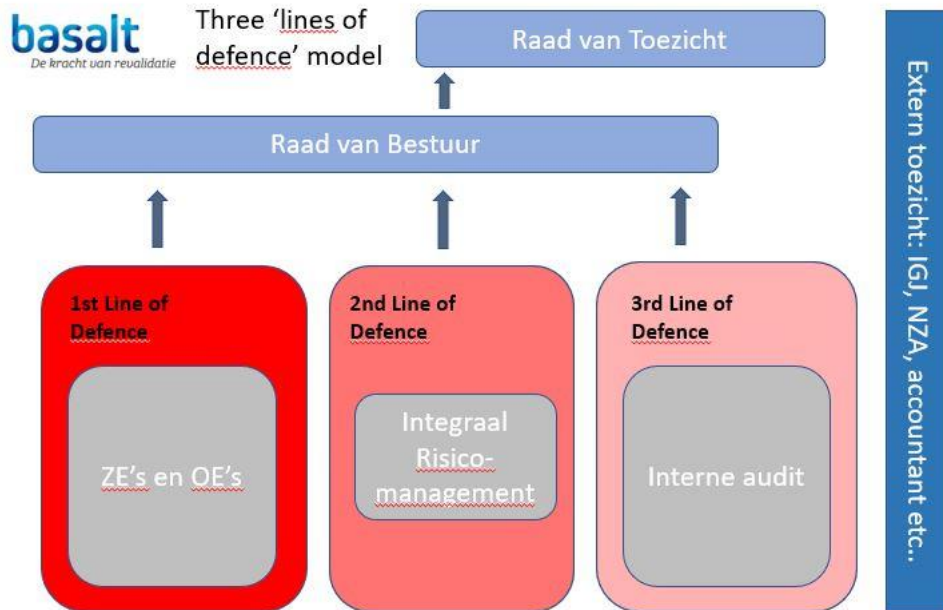 basalt
De kracht van revalidatie
Three ‘lines of
defence’ model
Raad van Toezicht
Raad van Bestuur
1st Line of
Defence
ZE’s en OE’s
2nd Line of
Defence
Integraal
Risico-
management
3rd Line of
Defence
Interne audit
Extern toezicht: IGJ, NZA, accountant etc..